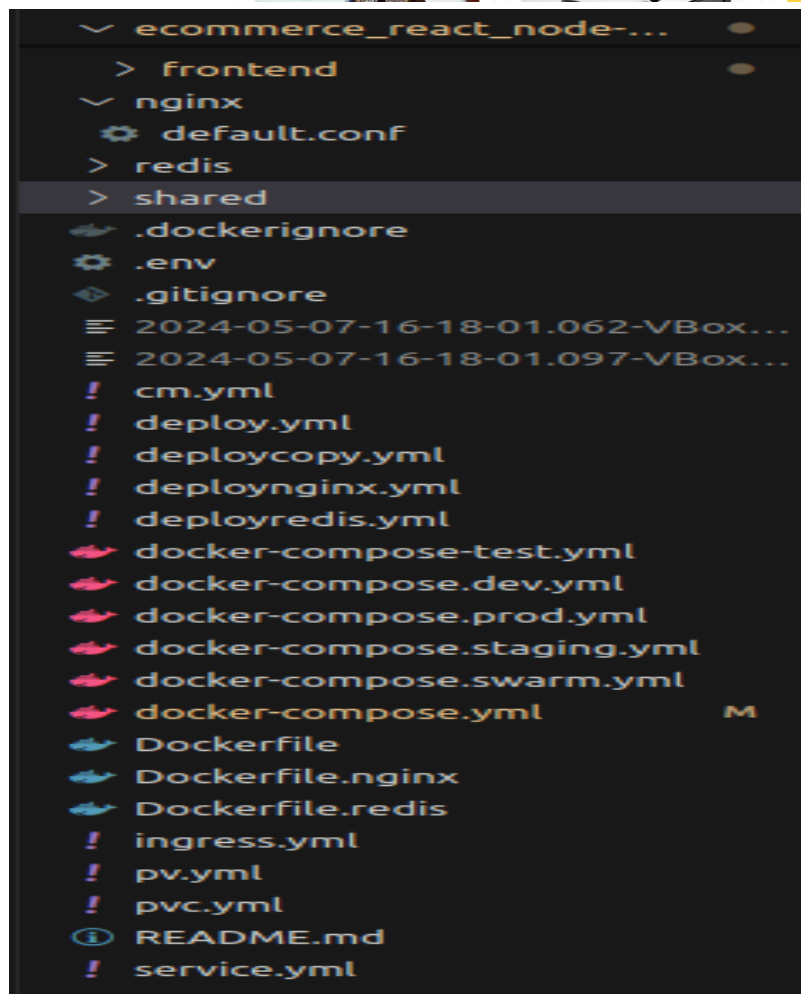 ecommerce_react_node-...
frontend
nginx
default.conf
redis
shared
.dockerignore
.env
.gitignore
2024-05-07-16-18-01.062-VBox...
2024-05-07-16-18-01.097-VBox...
cm.yml
deploy.yml
deploycopy.yml
deploynginx.yml
deployredis.yml
docker-compose-test.yml
docker-compose.dev.yml
docker-compose.prod.yml
docker-compose.staging.yml
docker-compose.swarm.yml
docker-compose.yml M
Dockerfile
Dockerfile.nginx
Dockerfile.redis
ingress.yml
pv.yml
pvc.yml
README.md
service.yml